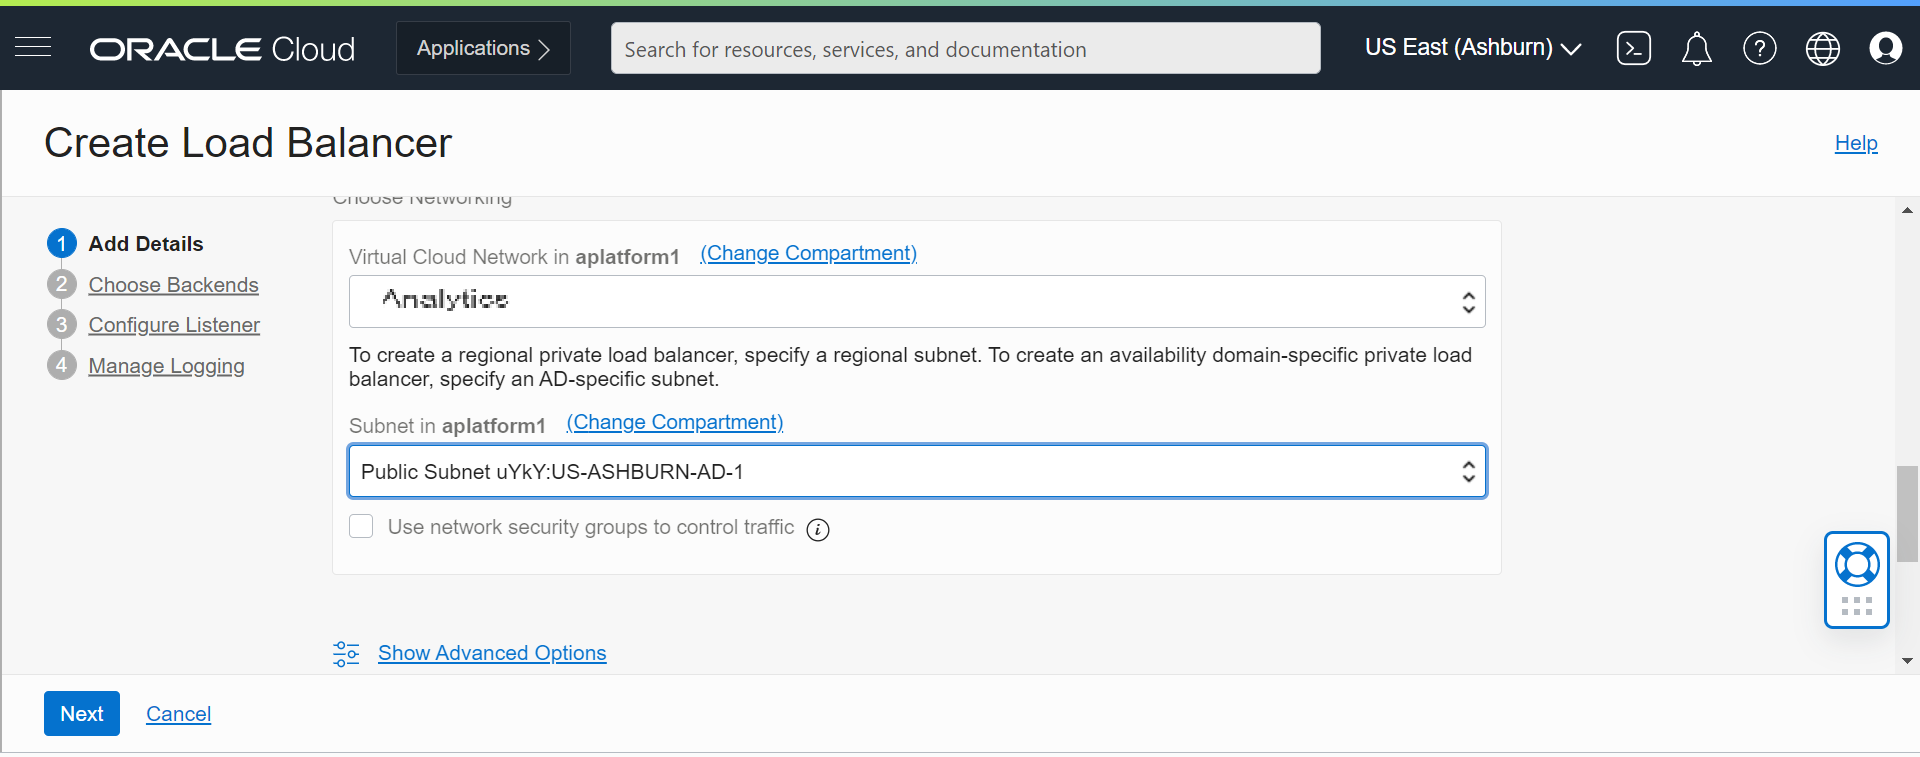 ORACLE Cloud
Applications
Search for resources, services, and documentation
US East (Ashburn)
Create Load Balancer
Help
Choose Networking
1 Add Details
2 Choose Backends
3 Configure Listener
4 Manage Logging
Virtual Cloud Network in aplatform1 (Change Compartment)
Analytics
To create a regional private load balancer, specify a regional subnet. To create an availability domain-specific private load
balancer, specify an AD-specific subnet.
Subnet in aplatform1 (Change Compartment)
Public Subnet uYkY:US-ASHBURN-AD-1
Use network security groups to control traffic
Show Advanced Options
Next Cancel